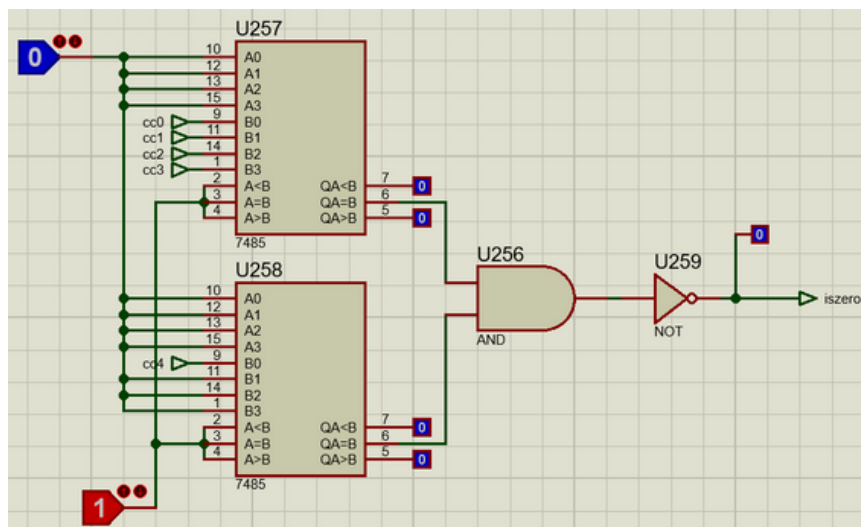 U257
0
10 A0
12 A1
13 A2
15 A3
cc0 9 B0
cc1 11 B1
cc2 14 B2
cc3 1 B3
2 A<B QA<B 7 0
3 A=B QA=B 6
4 A>B QA>B 5 0
7485
U258
10 A0
12 A1
13 A2
15 A3
cc4 9 B0
11 B1
14 B2
1 B3
2 A<B QA<B 7 0
3 A=B QA=B 6
4 A>B QA>B 5 0
7485
1
U256
AND
U259
NOT
0
iszero